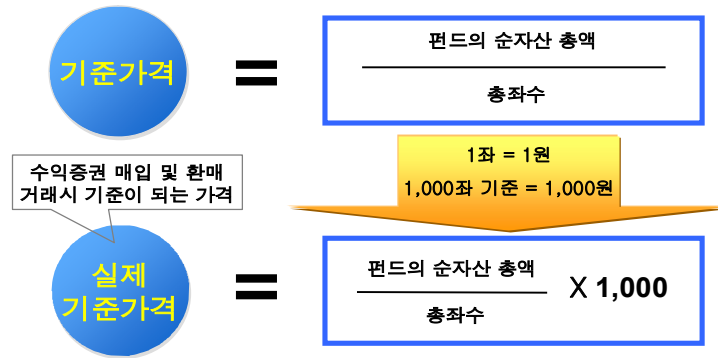 기준가격
=
펀드의 순자산 총액
총좌수
1좌 = 1원
1,000좌 기준 = 1,000원
수익증권 매입 및 환매
거래시 기준이 되는 가격
실제
기준가격
=
펀드의 순자산 총액
총좌수
X 1,000